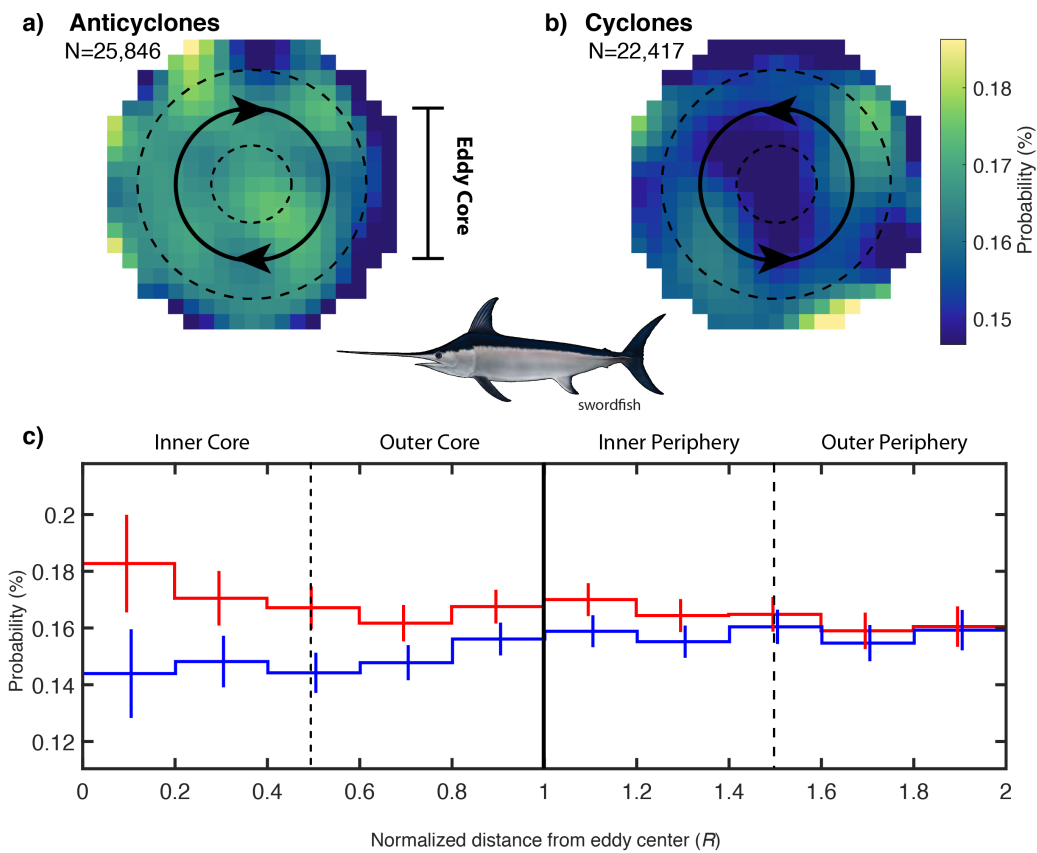 a) Anticyclones
N=25,846
b) Cyclones
N=22,417
Eddy Core
0.18
0.17
0.16
0.15
Probability (%)
swordfish
c)
Inner Core Outer Core Inner Periphery Outer Periphery
0.2
0.18
0.16
0.14
0.12
Probability (%)
0 0.2 0.4 0.6 0.8 1 1.2 1.4 1.6 1.8 2
Normalized distance from eddy center (R)